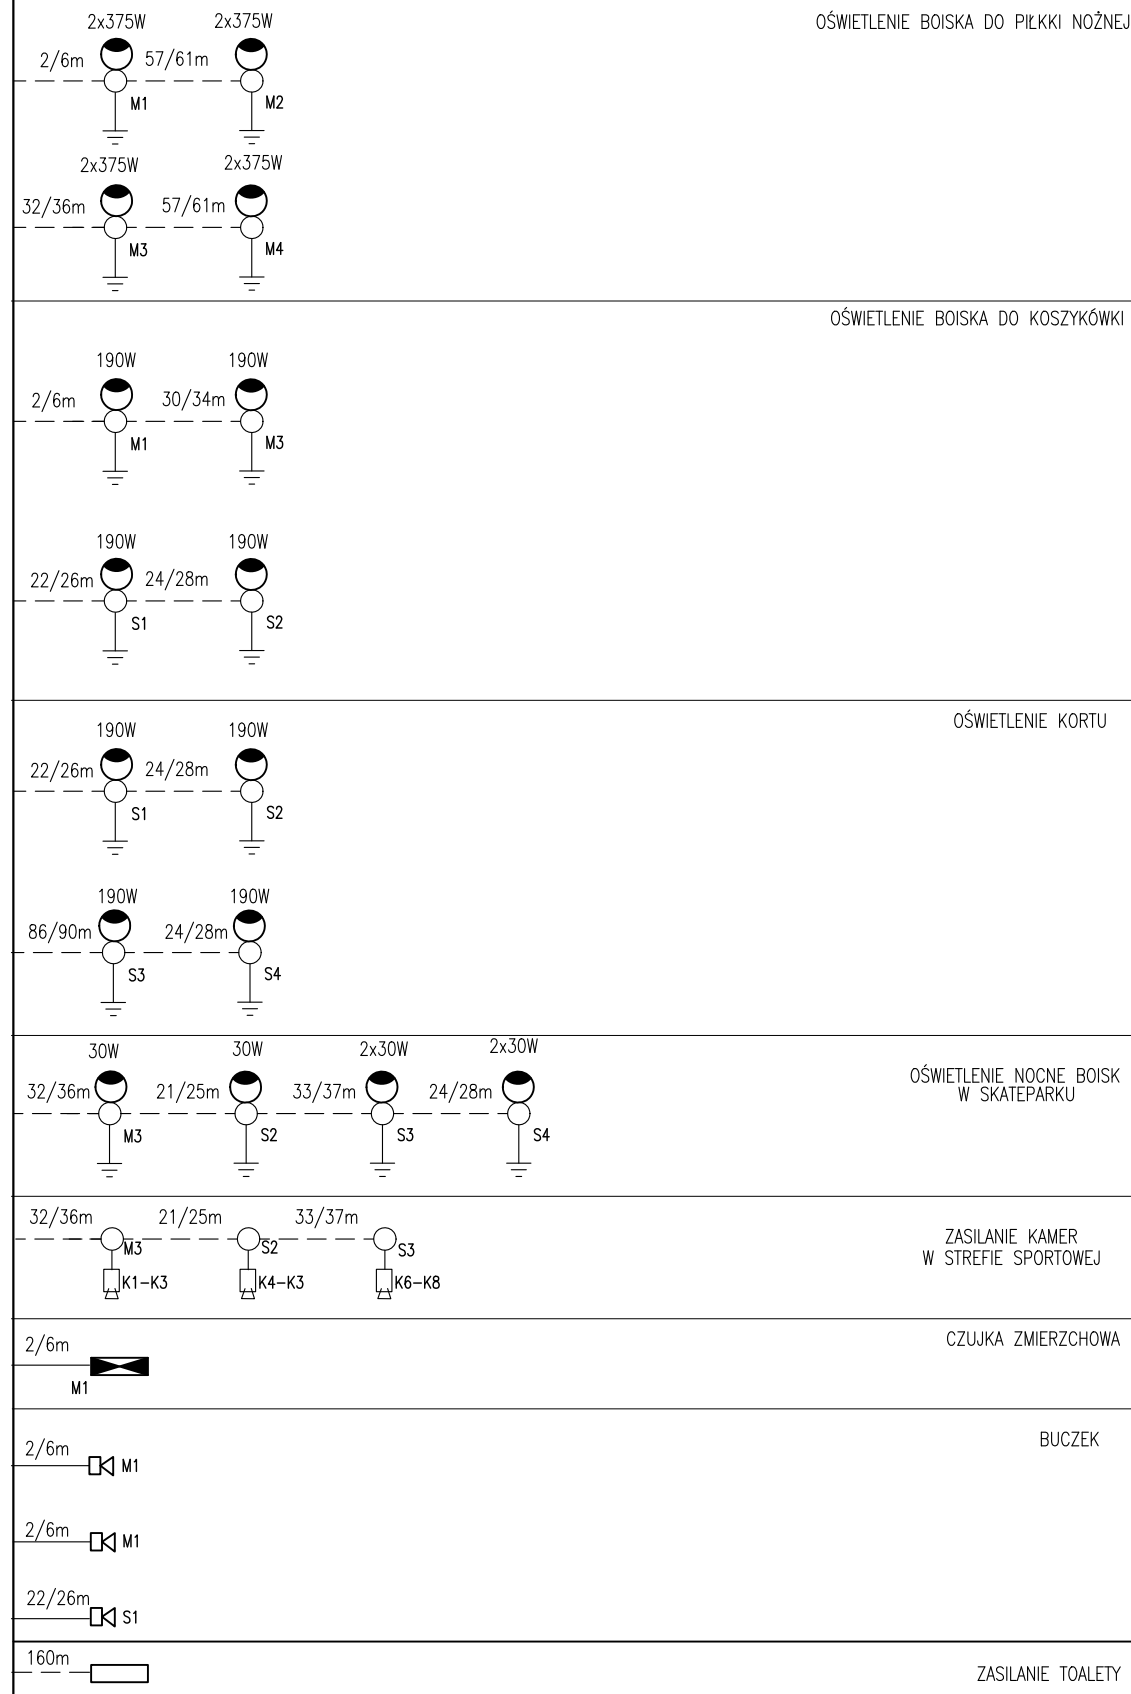 2x375W 2x375W OŚWIETLENIE BOISKA DO PIŁKKI NOŻNEJ
2/6m 57/61m
M1 M2
2x375W 2x375W
32/36m 57/61m
M3 M4
OŚWIETLENIE BOISKA DO KOSZYKÓWKI
190W 190W
2/6m 30/34m
M1 M3
190W 190W
22/26m 24/28m
S1 S2
OŚWIETLENIE KORTU
190W 190W
22/26m 24/28m
S1 S2
190W 190W
86/90m 24/28m
S3 S4
30W 30W 2x30W 2x30W
OŚWIETLENIE NOCNE BOISK
W SKATEPARKU
32/36m 21/25m 33/37m 24/28m
M3 S2 S3 S4
32/36m 21/25m 33/37m
ZASILANIE KAMER
W STREFIE SPORTOWEJ
M3 S2 S3
K1-K3 K4-K3 K6-K8
CZUJKA ZMIERZCHOWA
2/6m
M1
BUCZEK
2/6m
M1
2/6m
M1
22/26m
S1
160m
ZASILANIE TOALETY